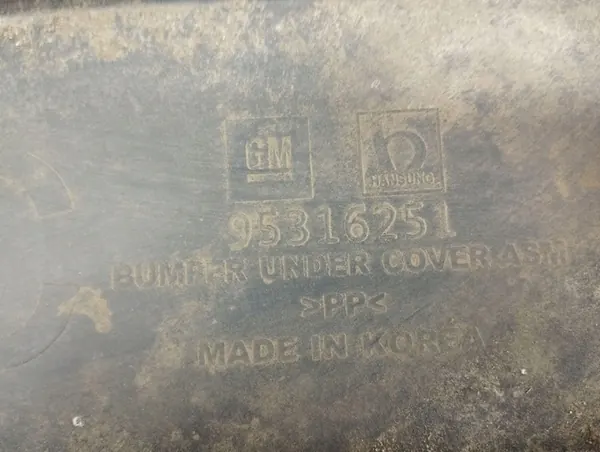 GM
HANSUNG
95316251
BUMPER UNDER COVER ASM
>PP<
MADE IN KOREA